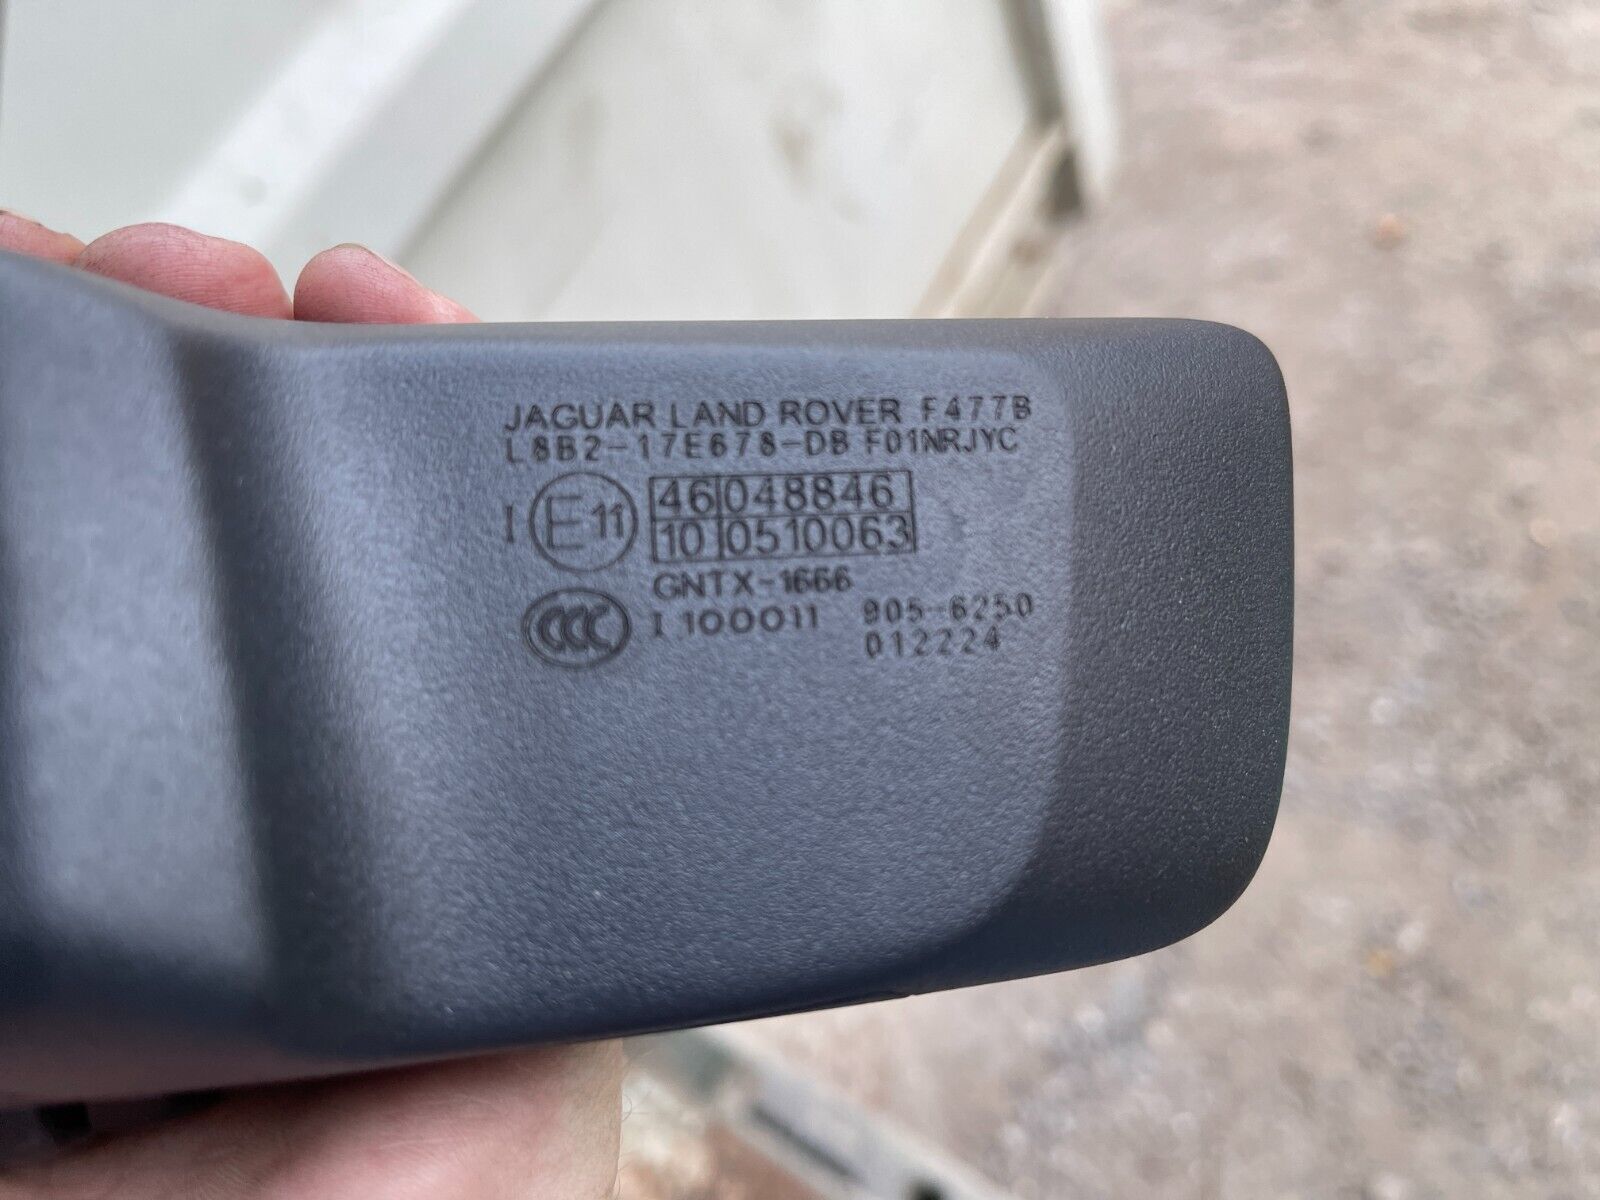 JAGUAR LAND ROVER F477B
L8B2-17E678-DB F01NRJYC
I E11 46 048846
10 0510063
GNTX-1666
CCC I 100011 905-6250
012224